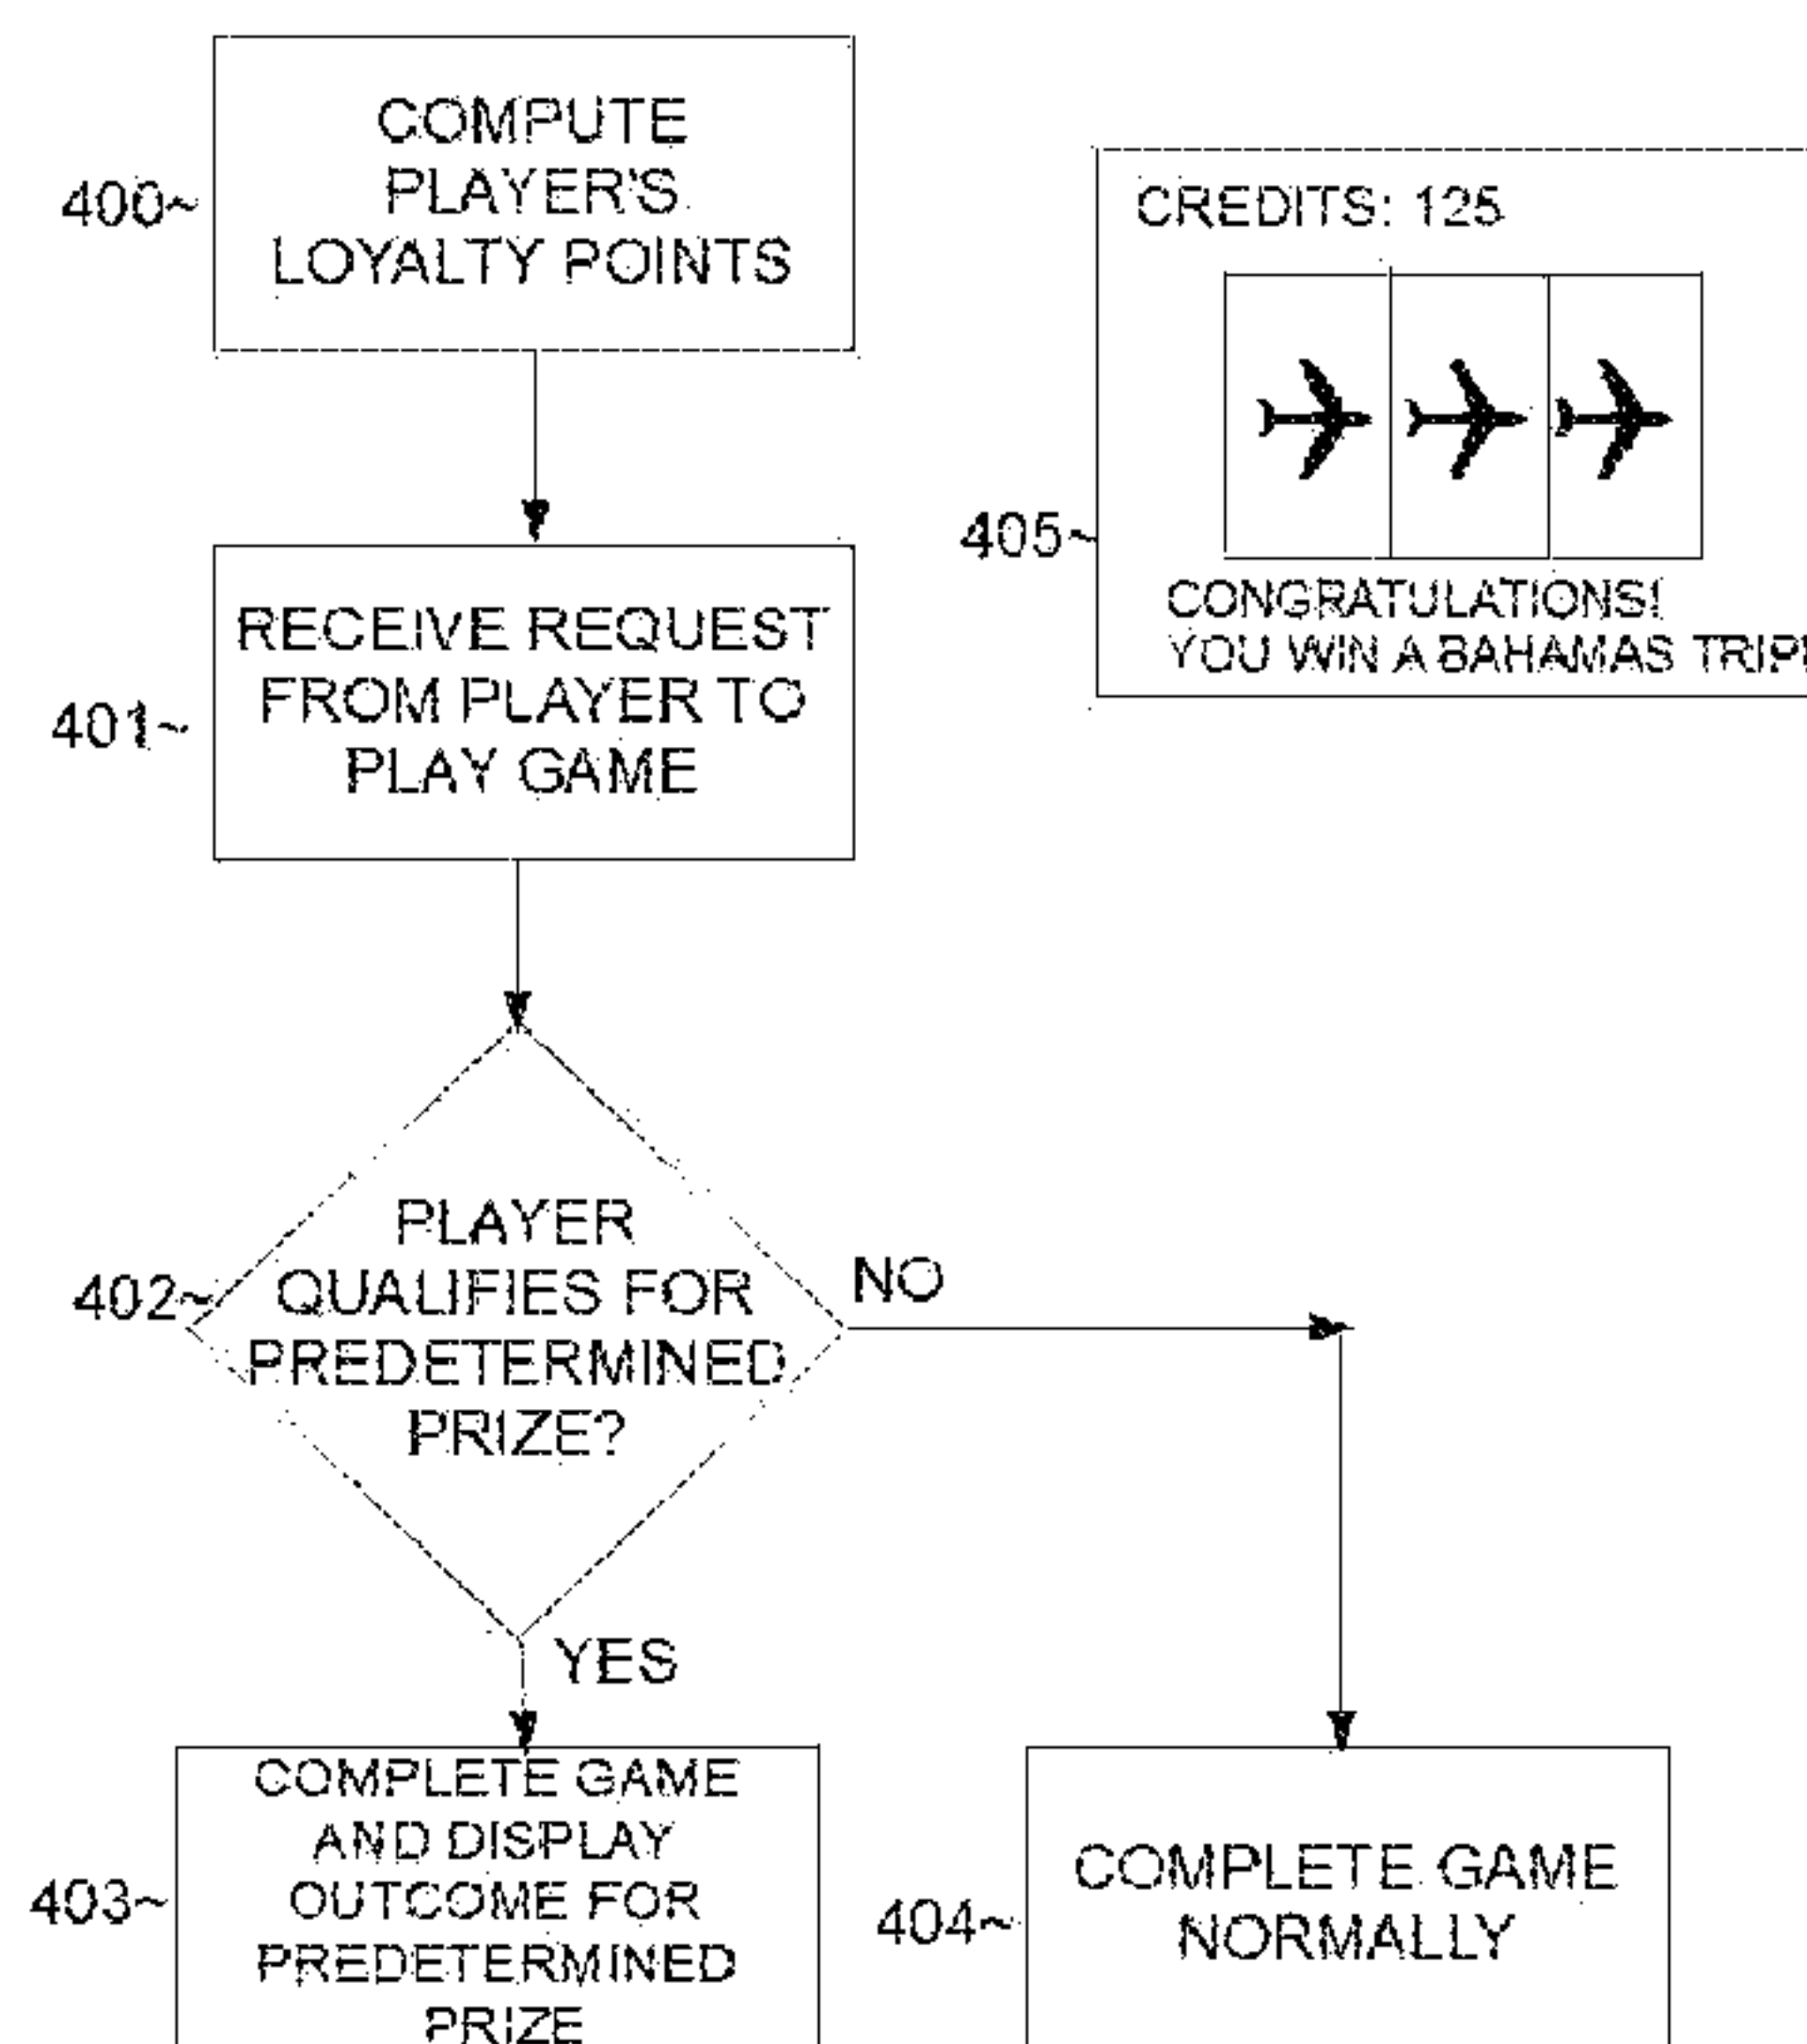 COMPUTE
PLAYER'S
LOYALTY POINTS
400~
RECEIVE REQUEST
FROM PLAYER TO
PLAY GAME
401~
PLAYER
QUALIFIES FOR
PREDETERMINED
PRIZE?
402~
NO
YES
COMPLETE GAME
AND DISPLAY
OUTCOME FOR
PREDETERMINED
PRIZE
403~
COMPLETE GAME
NORMALLY
404~
CREDITS: 125
CONGRATULATIONS!
YOU WIN A BAHAMAS TRIP!
405~